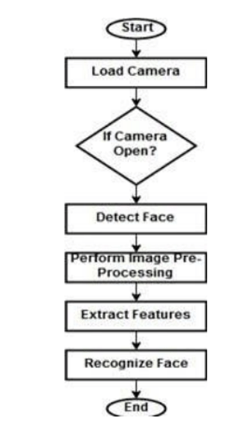 Start
Load Camera
If Camera
Open?
Detect Face
Perform Image Pre-
Processing
Extract Features
Recognize Face
End